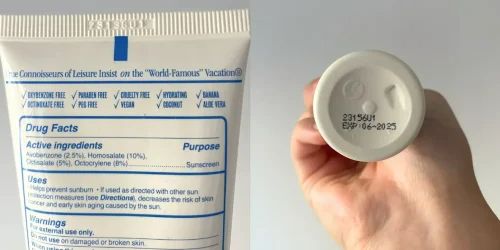 23156U1
the Connoisseurs of Leisure Insist on the "World-Famous" Vacation®
✓ OXYBENZONE FREE ✓ PARABEN FREE ✓ CRUELTY FREE ✓ HYDRATING ✓ BANANA
✓ OCTINOXATE FREE ✓ PEG FREE ✓ VEGAN ✓ COCONUT ✓ ALOE VERA
Drug Facts
Active ingredients Purpose
Avobenzone (2.5%), Homosalate (10%),
Octisalate (5%), Octocrylene (6%) Sunscreen
Uses
• Helps prevent sunburn • If used as directed with other sun
protection measures (see Directions), decreases the risk of skin
cancer and early skin aging caused by the sun.
Warnings
For external use only.
Do not use on damaged or broken skin.
23156U1
EXP:06-2025